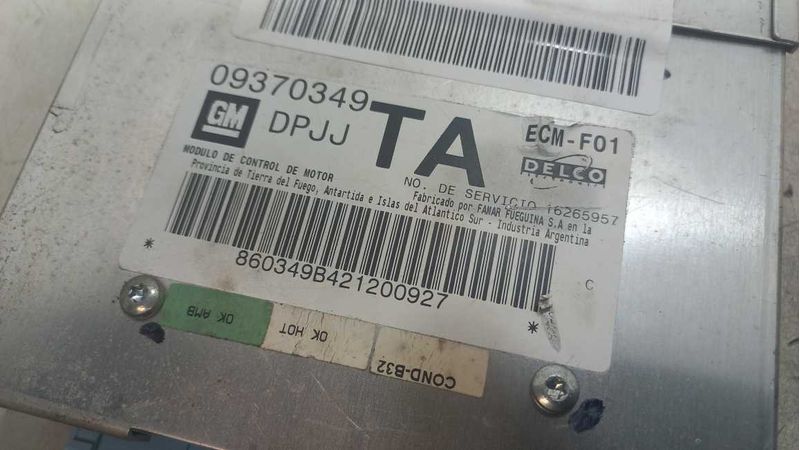 09370349
GM DPJJ TA ECM-F01
DELCO
MODULO DE CONTROL DE MOTOR
NO. DE SERVICIO 16265957
Fabricado por FAMAR FUEGUINA S.A en la
Provincia de Tierra del Fuego, Antartida e Islas del Atlantico Sur - Industria Argentina
* 860349B421200927 *
C
OK AMB
OK HOT
COND-B32